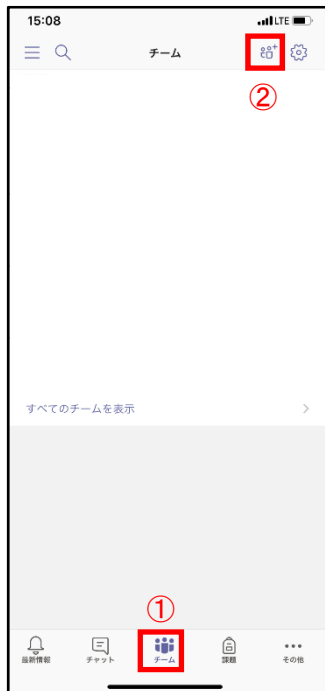 15:08 LTE
チーム
②
すべてのチームを表示
①
最新情報 チャット チーム 課題 その他